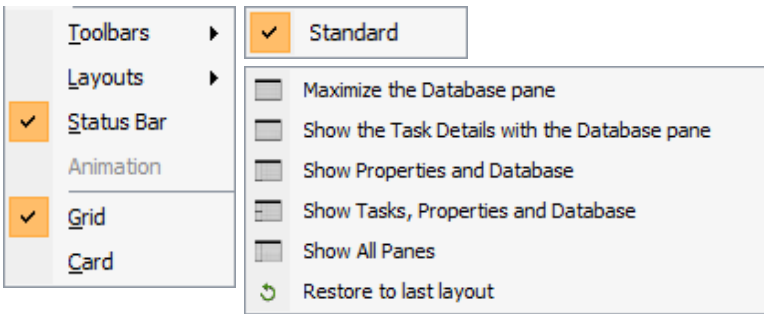 Toolbars
Layouts
Status Bar
Animation
Grid
Card
Standard
Maximize the Database pane
Show the Task Details with the Database pane
Show Properties and Database
Show Tasks, Properties and Database
Show All Panes
Restore to last layout